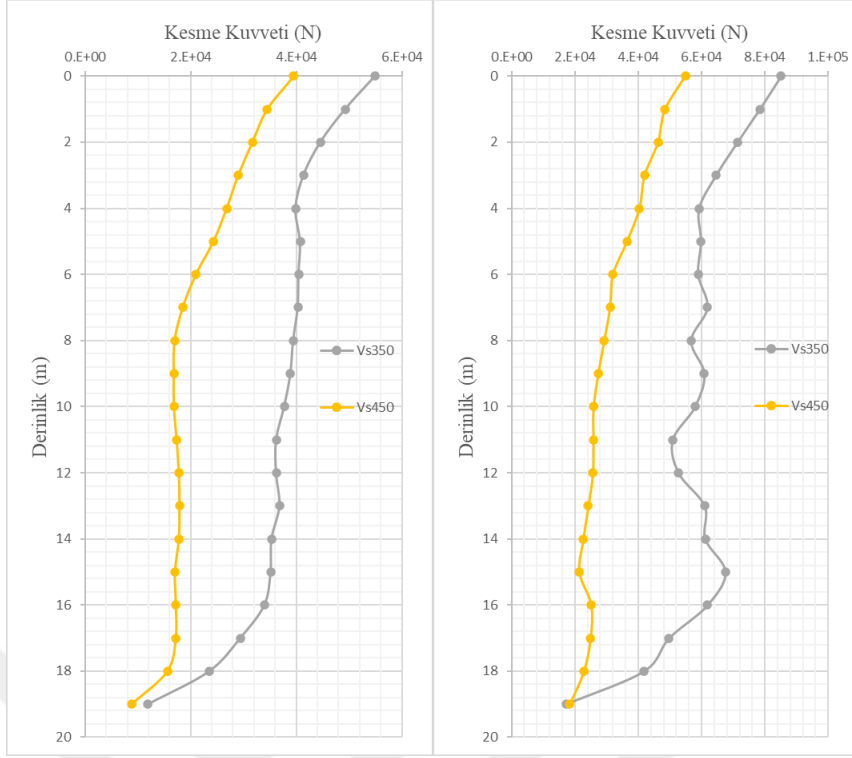 Kesme Kuvveti (N)
0.E+00 2.E+04 4.E+04 6.E+04
0
2
4
6
8
10
12
14
16
18
20
Derinlik (m)
Vs350
Vs450
Kesme Kuvveti (N)
0.E+00 2.E+04 4.E+04 6.E+04 8.E+04 1.E+05
0
2
4
6
8
10
12
14
16
18
20
Derinlik (m)
Vs350
Vs450